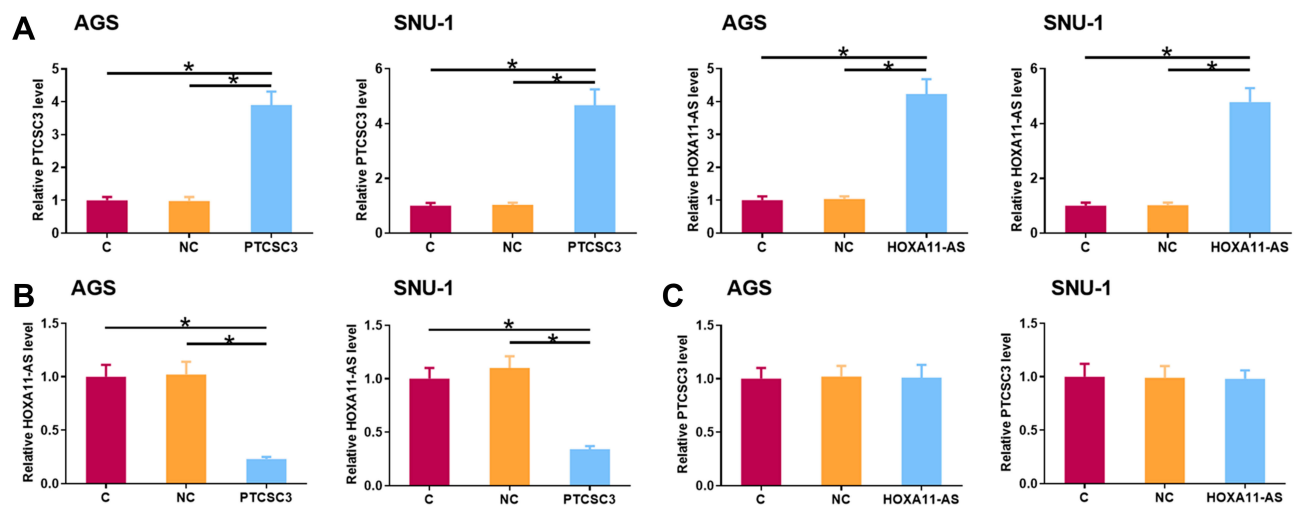 A
AGS
Relative PTCSC3 level
5
4
3
2
1
0
*
*
C
NC
PTCSC3
SNU-1
Relative PTCSC3 level
6
4
2
0
*
*
C
NC
PTCSC3
AGS
Relative HOXA11-AS level
5
4
3
2
1
0
*
*
C
NC
HOXA11-AS
SNU-1
Relative HOXA11-AS level
6
4
2
0
*
*
C
NC
HOXA11-AS
B
AGS
Relative HOXA11-AS level
1.5
1.0
0.5
0.0
*
*
C
NC
PTCSC3
SNU-1
Relative HOXA11-AS level
1.5
1.0
0.5
0.0
*
*
C
NC
PTCSC3
C
AGS
Relative PTCSC3 level
1.5
1.0
0.5
0.0
C
NC
HOXA11-AS
SNU-1
Relative PTCSC3 level
1.5
1.0
0.5
0.0
C
NC
HOXA11-AS